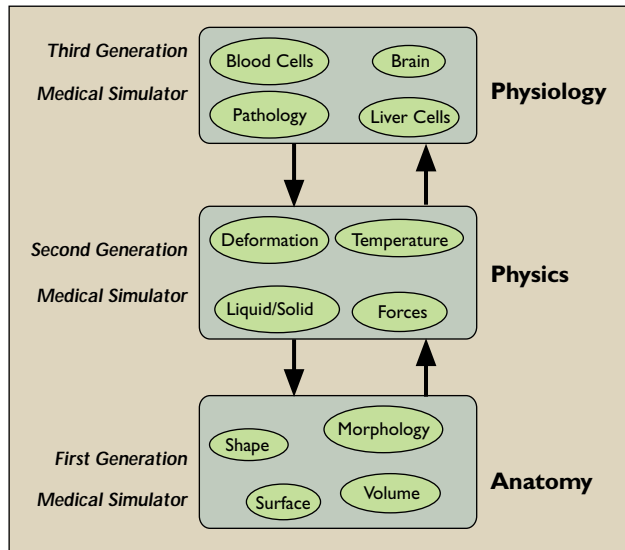 Third Generation
Medical Simulator
Blood Cells
Brain
Pathology
Liver Cells
Physiology
Second Generation
Medical Simulator
Deformation
Temperature
Liquid/Solid
Forces
Physics
First Generation
Medical Simulator
Shape
Morphology
Surface
Volume
Anatomy